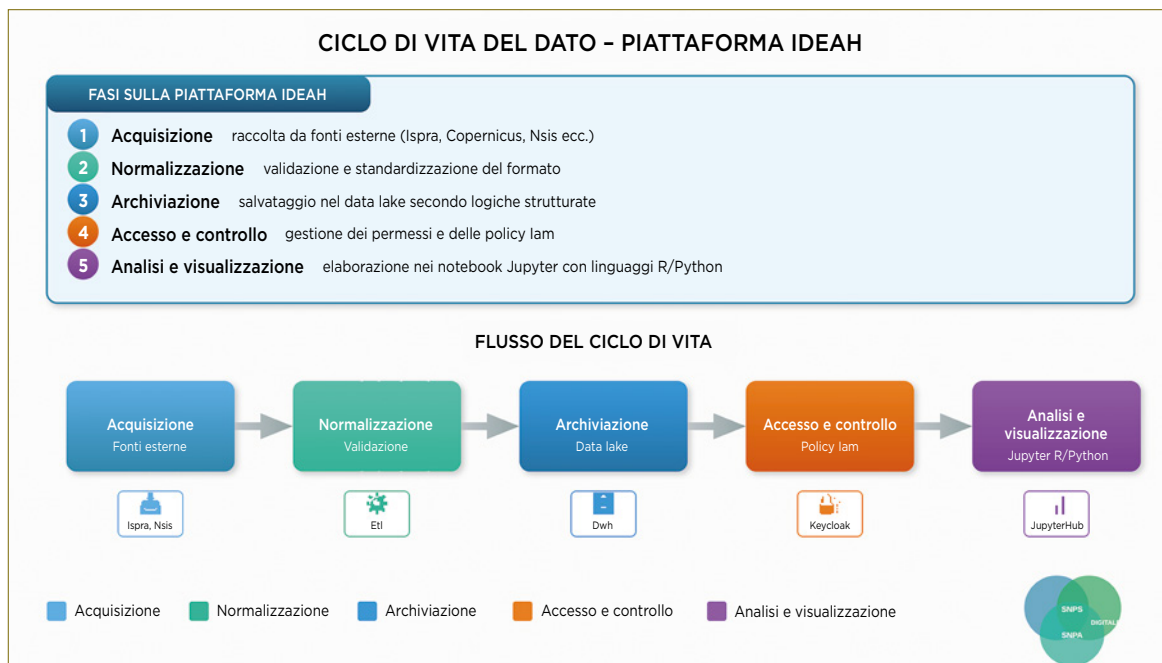 CICLO DI VITA DEL DATO – PIATTAFORMA IDEAH
FASI SULLA PIATTAFORMA IDEAH
1 Acquisizione raccolta da fonti esterne (Ispra, Copernicus, Nsis ecc.)
2 Normalizzazione validazione e standardizzazione del formato
3 Archiviazione salvataggio nel data lake secondo logiche strutturate
4 Accesso e controllo gestione dei permessi e delle policy Iam
5 Analisi e visualizzazione elaborazione nei notebook Jupyter con linguaggi R/Python
FLUSSO DEL CICLO DI VITA
Acquisizione
Fonti esterne
Normalizzazione
Validazione
Archiviazione
Data lake
Accesso e controllo
Policy Iam
Analisi e
visualizzazione
Jupyter R/Python
Ispra, Nsis
Etl
Dwh
Keycloak
JupyterHub
Acquisizione
Normalizzazione
Archiviazione
Accesso e controllo
Analisi e visualizzazione
SNPS
DIGITALE
SNPA